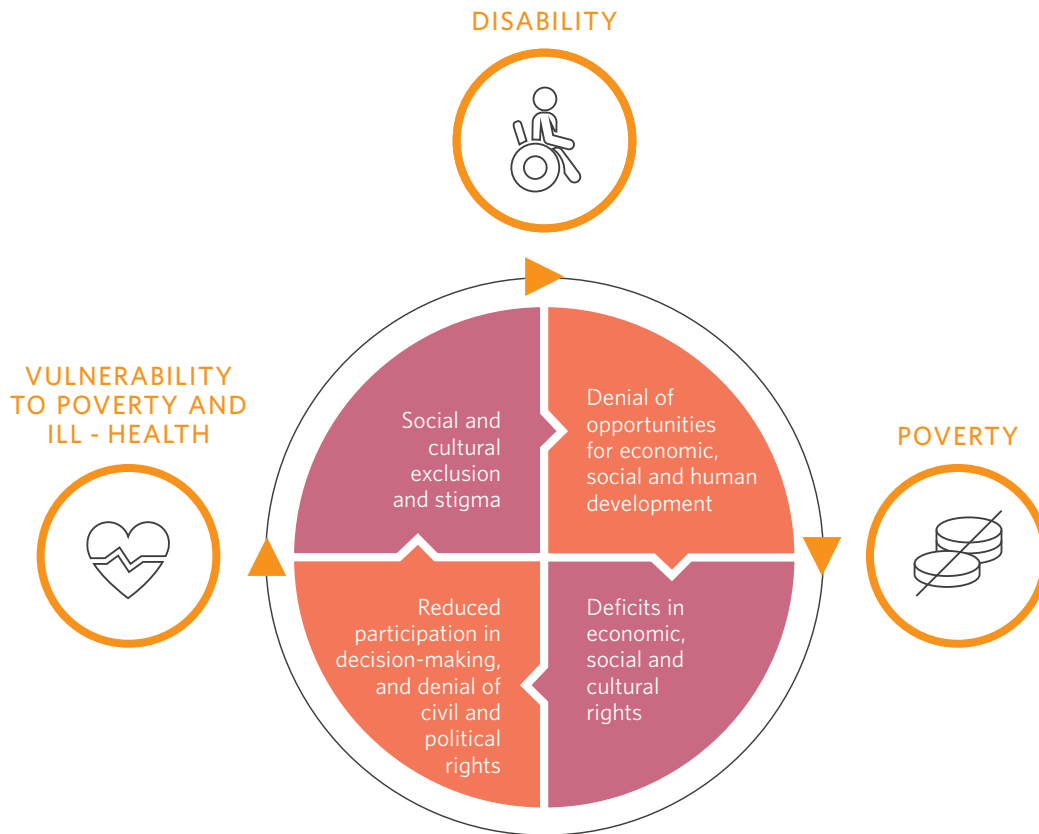 DISABILITY
VULNERABILITY
TO POVERTY AND
ILL - HEALTH
POVERTY
Social and
cultural
exclusion
and stigma
Denial of
opportunities
for economic,
social and human
development
Reduced
participation in
decision-making,
and denial of
civil and
political
rights
Deficits in
economic,
social and
cultural
rights